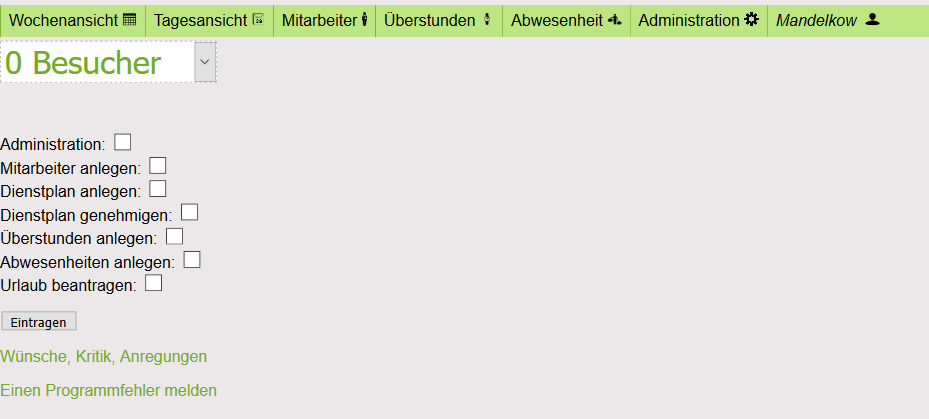 Wochenansicht Tagesansicht Mitarbeiter Überstunden Abwesenheit Administration Mandelkow
0 Besucher
Administration:
Mitarbeiter anlegen:
Dienstplan anlegen:
Dienstplan genehmigen:
Überstunden anlegen:
Abwesenheiten anlegen:
Urlaub beantragen:
Eintragen
Wünsche, Kritik, Anregungen
Einen Programmfehler melden